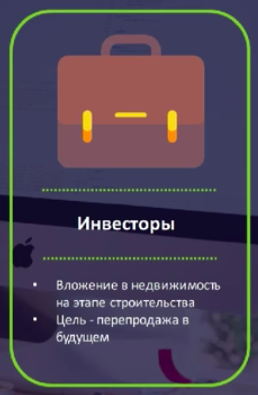 Инвесторы
• Вложение в недвижимость
на этапе строительства
• Цель - перепродажа в
будущем